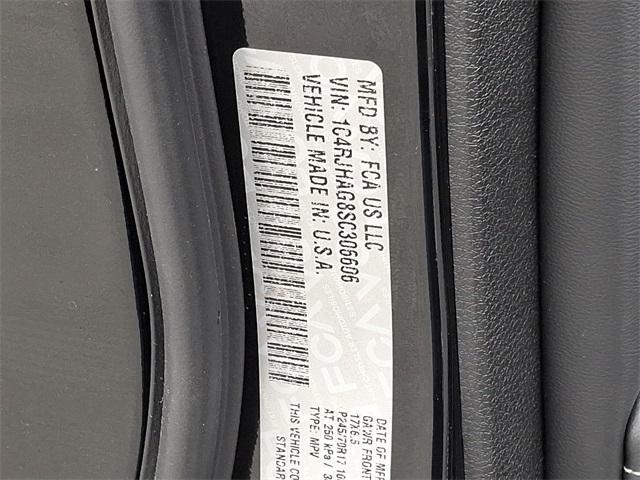 MFD BY: FCA US LLC
VIN: 1C4RJHAG8SC306606
VEHICLE MADE IN: U.S.A.
DATE OF MFR
GAWR FRONT
17X6.5
P245/70R17
AT 250 kPa /
TYPE: MPV
THIS VEHICLE
STANDAR